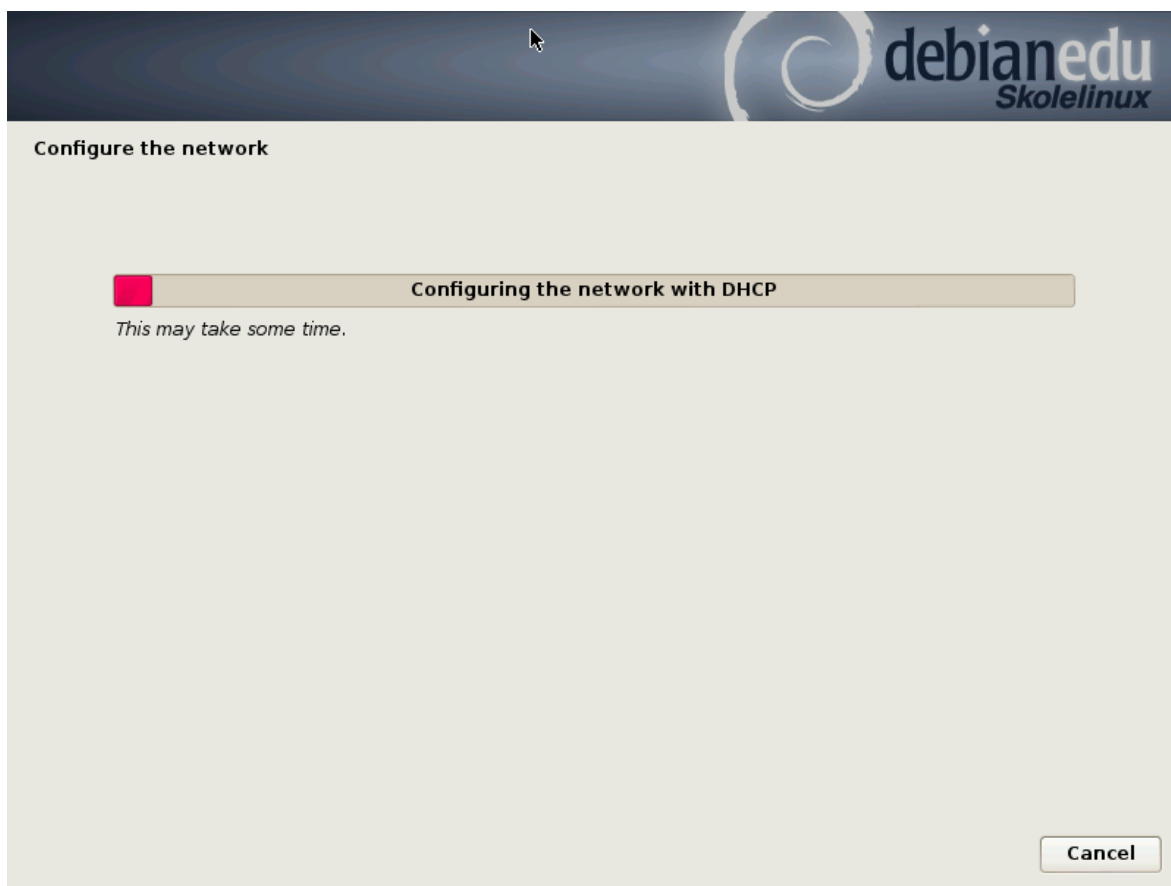 debianedu
Skolelinux
Configure the network
Configuring the network with DHCP
This may take some time.
Cancel